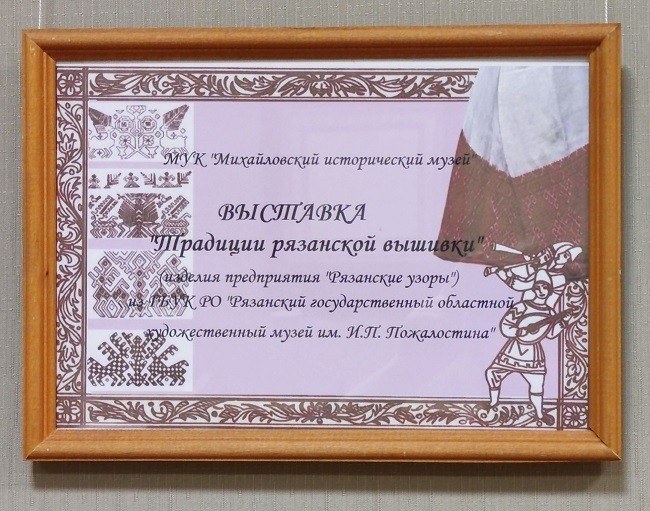 МУК "Михайловский исторический музей"
ВЫСТАВКА
"Традиции рязанской вышивки"
(изделия предприятия "Рязанские узоры")
из ГБУК РО "Рязанский государственный областной
художественный музей им. И.П. Пожалостина"